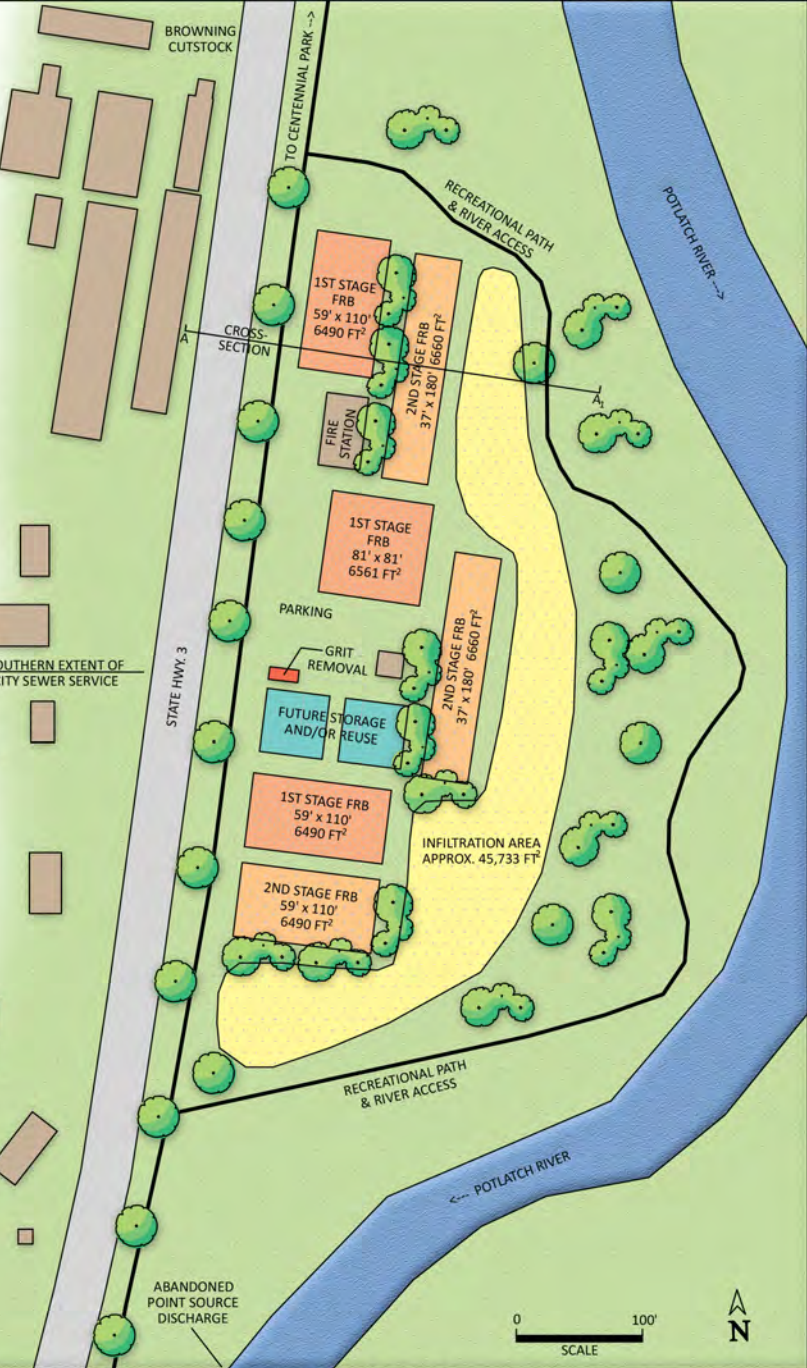 BROWNING
CUTSTOCK
TO CENTENNIAL PARK -->
RECREATIONAL PATH
& RIVER ACCESS
POTLATCH RIVER --->
1ST STAGE
FRB
59' x 110'
6490 FT²
2ND STAGE FRB
37' x 180' 6660 FT²
A
CROSS-
SECTION
A₁
FIRE
STATION
1ST STAGE
FRB
81' x 81'
6561 FT²
PARKING
2ND STAGE FRB
37' x 180' 6660 FT²
GRIT
REMOVAL
OUTHERN EXTENT OF
ITY SEWER SERVICE
STATE HWY. 3
FUTURE STORAGE
AND/OR REUSE
1ST STAGE FRB
59' x 110'
6490 FT²
INFILTRATION AREA
APPROX. 45,733 FT²
2ND STAGE FRB
59' x 110'
6490 FT²
RECREATIONAL PATH
& RIVER ACCESS
<--- POTLATCH RIVER
ABANDONED
POINT SOURCE
DISCHARGE
0 100'
SCALE
N